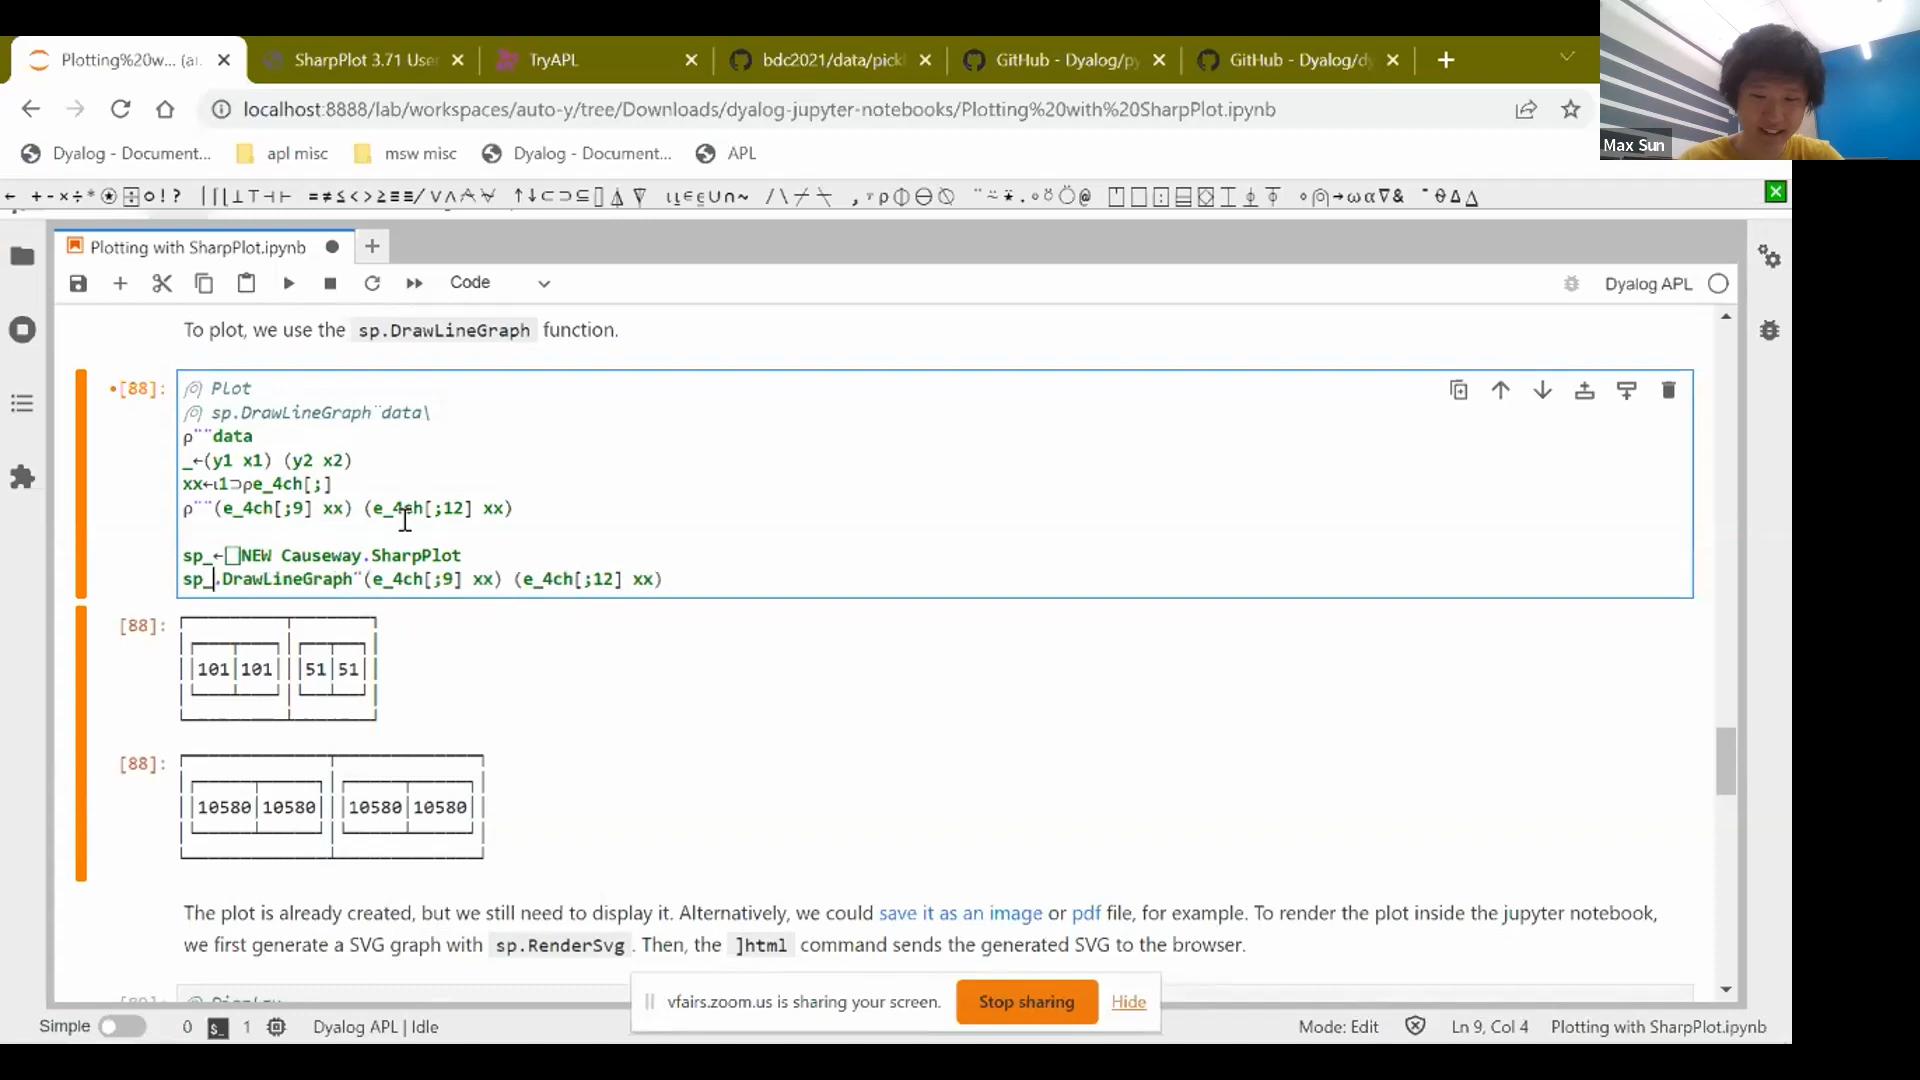 Plotting%20w... (au
SharpPlot 3.71 User
TryAPL
bdc2021/data/pickl
GitHub - Dyalog/py
GitHub - Dyalog/dy
localhost:8888/lab/workspaces/auto-y/tree/Downloads/dyalog-jupyter-notebooks/Plotting%20with%20SharpPlot.ipynb
Dyalog - Document... apl misc msw misc Dyalog - Document... APL
Max Sun
Plotting with SharpPlot.ipynb
Code
Dyalog APL
To plot, we use the sp.DrawLineGraph function.
[88]:
⍝ Plot
⍝ sp.DrawLineGraph¨data\
⍴¨¨data
_←(y1 x1) (y2 x2)
xx←⍳1⊃⍴e_4ch[;]
⍴¨¨(e_4ch[;9] xx) (e_4ch[;12] xx)
sp_←⎕NEW Causeway.SharpPlot
sp_.DrawLineGraph¨(e_4ch[;9] xx) (e_4ch[;12] xx)
[88]:
101 101 51 51
[88]:
10580 10580 10580 10580
The plot is already created, but we still need to display it. Alternatively, we could save it as an image or pdf file, for example. To render the plot inside the jupyter notebook,
we first generate a SVG graph with sp.RenderSvg. Then, the ]html command sends the generated SVG to the browser.
vfairs.zoom.us is sharing your screen. Stop sharing Hide
Simple 0 1 Dyalog APL | Idle Mode: Edit Ln 9, Col 4 Plotting with SharpPlot.ipynb